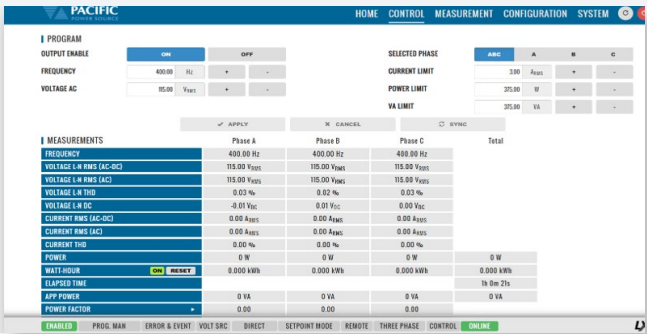 PACIFIC
POWER SOURCE
HOME CONTROL MEASUREMENT CONFIGURATION SYSTEM
PROGRAM
OUTPUT ENABLE ON OFF SELECTED PHASE ABC A B C
FREQUENCY 400.00 Hz + - CURRENT LIMIT 3.00 ARMS + -
VOLTAGE AC 115.00 VRMS + - POWER LIMIT 375.00 W + -
VA LIMIT 375.00 VA + -
APPLY CANCEL SYNC
MEASUREMENTS Phase A Phase B Phase C Total
FREQUENCY 400.00 Hz 400.00 Hz 400.00 Hz
VOLTAGE L-N RMS (AC-DC) 115.00 VRMS 115.00 VRMS 115.00 VRMS
VOLTAGE L-N RMS (AC) 115.00 VRMS 115.00 VRMS 115.00 VRMS
VOLTAGE L-N THD 0.03 % 0.02 % 0.03 %
VOLTAGE L-N DC -0.01 VDC 0.01 VDC 0.00 VDC
CURRENT RMS (AC-DC) 0.00 ARMS 0.00 ARMS 0.00 ARMS
CURRENT RMS (AC) 0.00 ARMS 0.00 ARMS 0.00 ARMS
CURRENT THD 0.00 % 0.00 % 0.00 %
POWER 0 W 0 W 0 W 0 W
WATT-HOUR ON RESET 0.000 kWh 0.000 kWh 0.000 kWh 0.000 kWh
ELAPSED TIME 1h 0m 21s
APP POWER 0 VA 0 VA 0 VA 0 VA
POWER FACTOR 0.00 0.00 0.00
ENABLED PROG. MAN ERROR & EVENT VOLT SRC DIRECT SETPOINT MODE REMOTE THREE PHASE CONTROL ONLINE